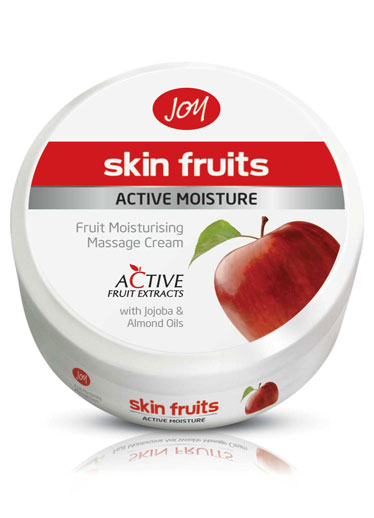 JOY
skin fruits
ACTIVE MOISTURE
Fruit Moisturising
Massage Cream
ACTIVE
FRUIT EXTRACTS
with Jojoba &
Almond Oils
JOY
skin fruits
ACTIVE MOISTURE